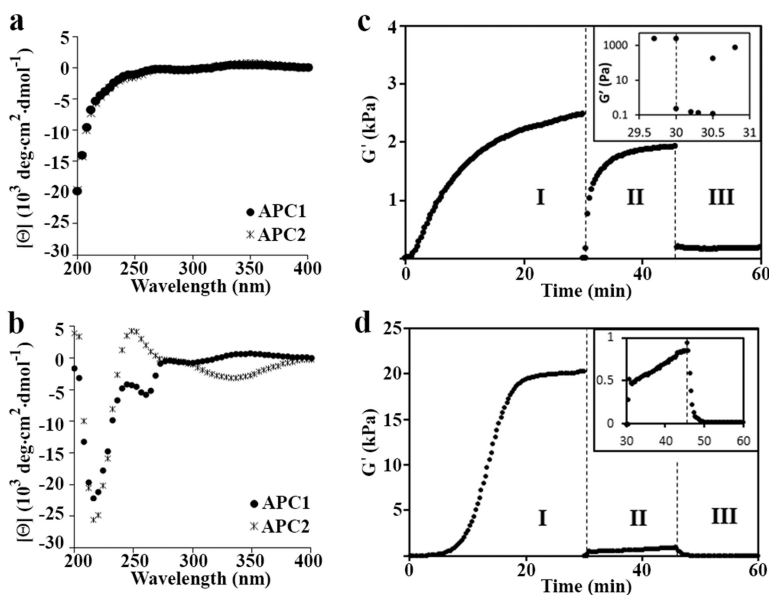 a
5
0
-5
-10
-15
-20
-25
-30
[Θ] (10³ deg·cm²·dmol⁻¹)
APC1
APC2
200 250 300 350 400
Wavelength (nm)
b
5
0
-5
-10
-15
-20
-25
-30
[Θ] (10³ deg·cm²·dmol⁻¹)
APC1
APC2
200 250 300 350 400
Wavelength (nm)
c
4
3
2
1
G' (kPa)
I
II
III
0 20 40 60
Time (min)
1000
10
0.1
G' (Pa)
29.5 30 30.5 31
d
25
20
15
10
5
G' (kPa)
I
II
III
0 20 40 60
Time (min)
1
0.5
0
30 40 50 60